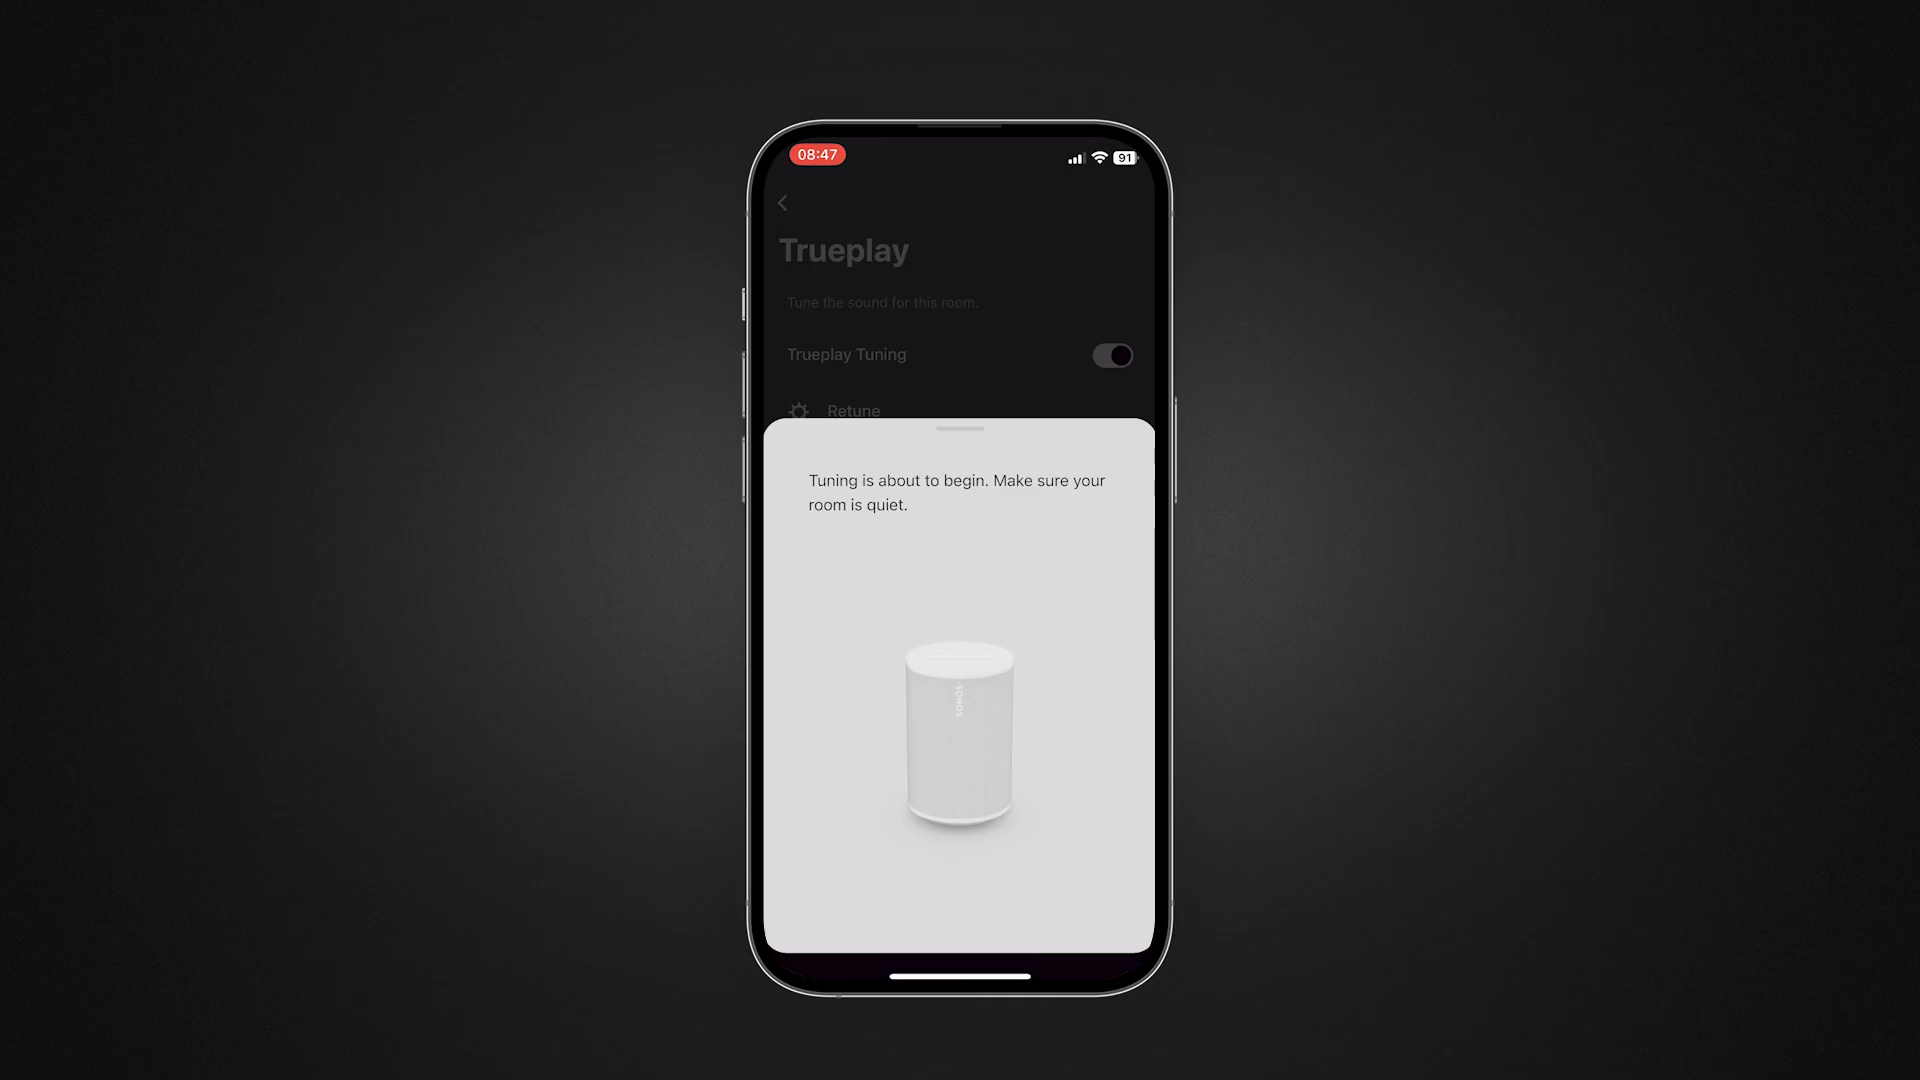 08:47
91
Trueplay
Tune the sound for this room.
Trueplay Tuning
Retune
Tuning is about to begin. Make sure your
room is quiet.
SONOS